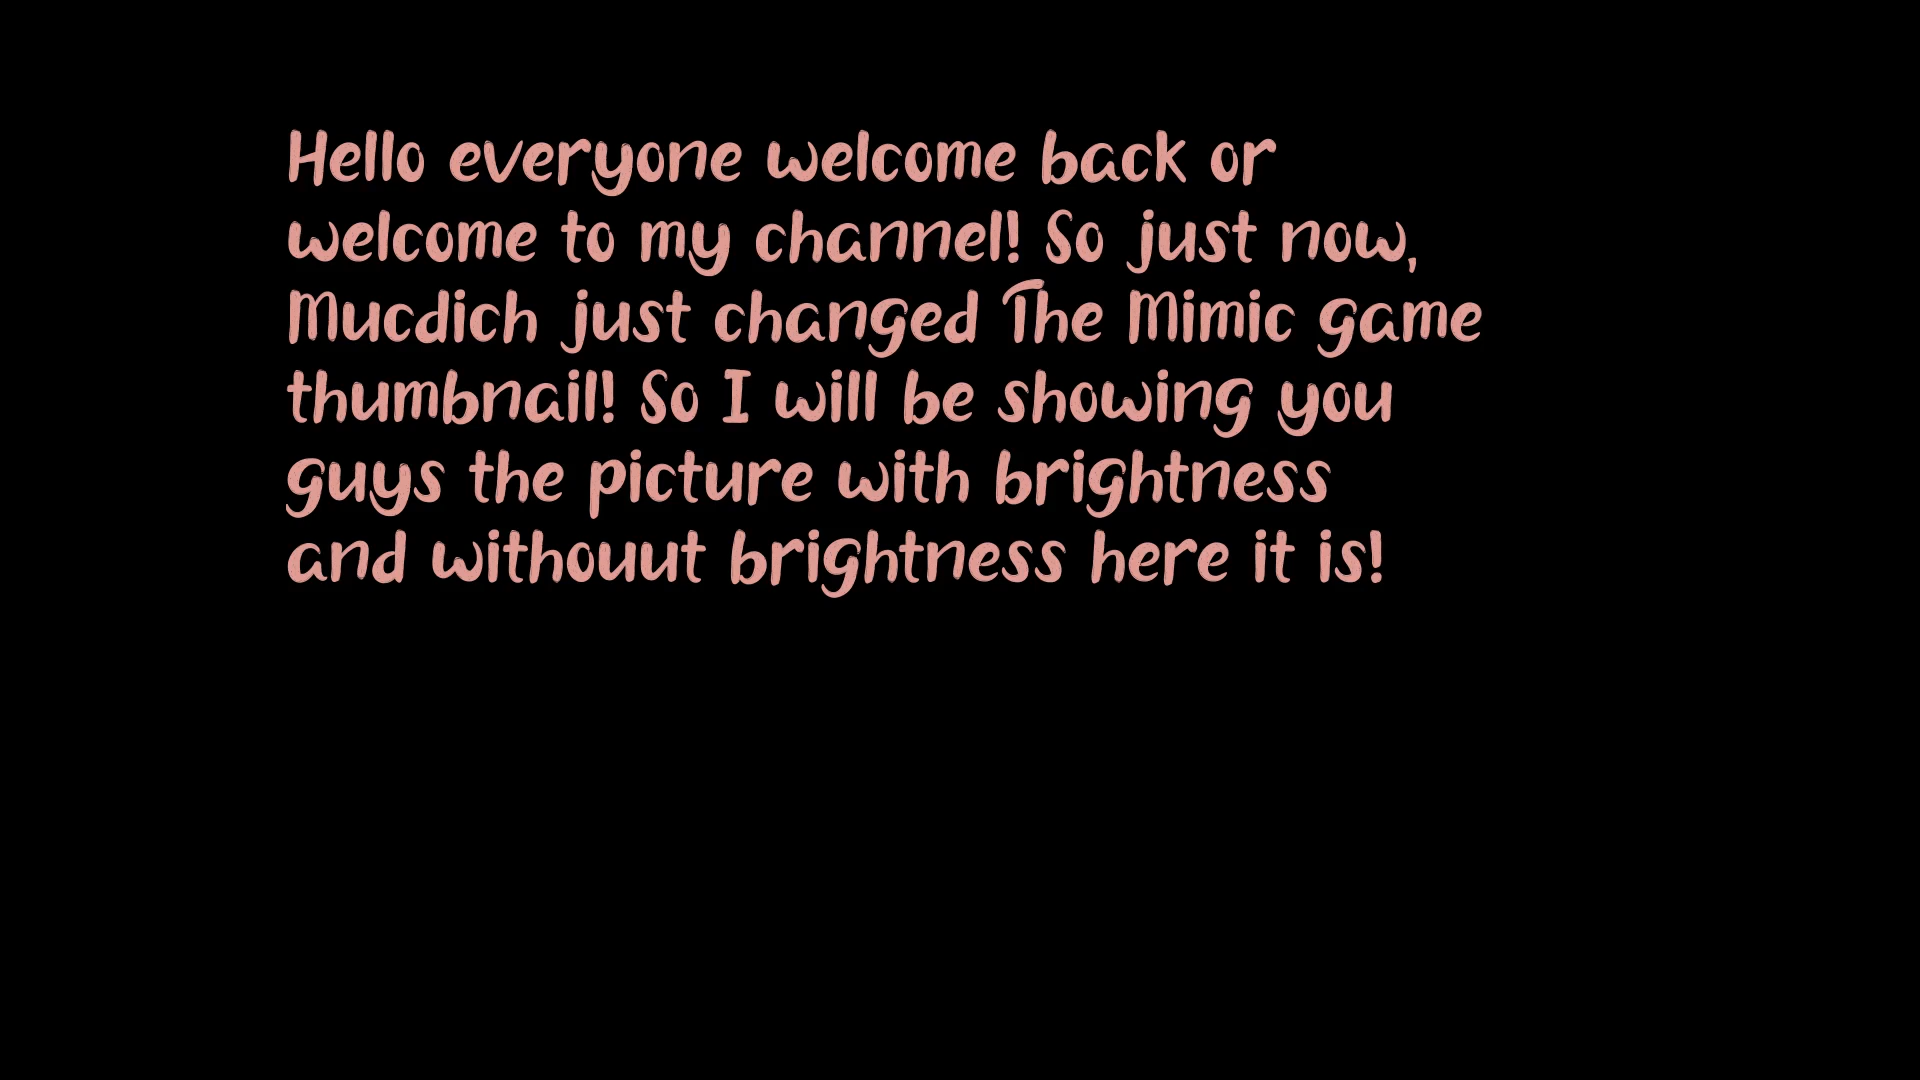 Hello everyone welcome back or
welcome to my channel! So just now,
Mucdich just changed The Mimic game
thumbnail! So I will be showing you
guys the picture with brightness
and withouut brightness here it is!